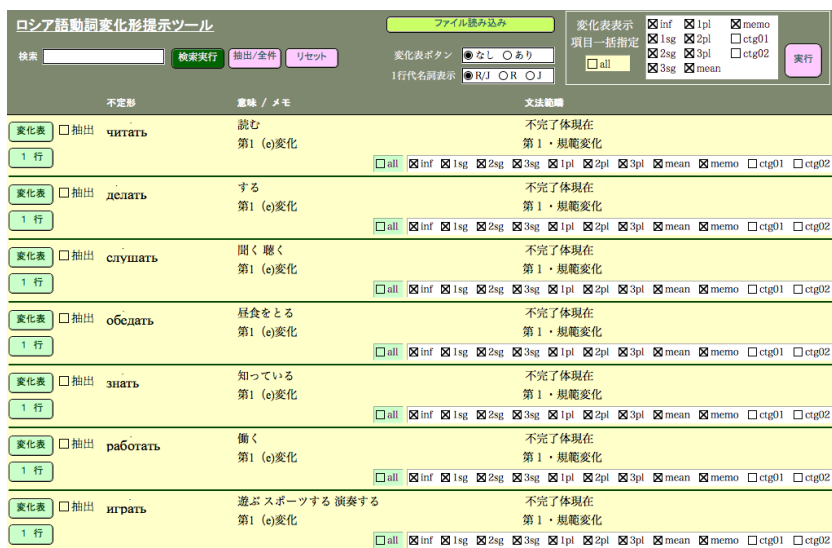 ロシア語動詞変化形提示ツール
ファイル読み込み
検索 検索実行 抽出/全件 リセット
変化表ボタン なし あり
1行代名詞表示 R/J R J
変化表表示 項目一括指定 all
inf 1pl memo
1sg 2pl ctg01
2sg 3pl ctg02
3sg mean
実行
不定形 意味 / メモ 文法範疇
変化表 抽出 чита́ть 読む 不完了体現在
1 行 第1 (e)変化 第1・規範変化
all inf 1sg 2sg 3sg 1pl 2pl 3pl mean memo ctg01 ctg02
変化表 抽出 де́лать する 不完了体現在
1 行 第1 (e)変化 第1・規範変化
all inf 1sg 2sg 3sg 1pl 2pl 3pl mean memo ctg01 ctg02
変化表 抽出 слу́шать 聞く 聴く 不完了体現在
1 行 第1 (e)変化 第1・規範変化
all inf 1sg 2sg 3sg 1pl 2pl 3pl mean memo ctg01 ctg02
変化表 抽出 обе́дать 昼食をとる 不完了体現在
1 行 第1 (e)変化 第1・規範変化
all inf 1sg 2sg 3sg 1pl 2pl 3pl mean memo ctg01 ctg02
変化表 抽出 зна́ть 知っている 不完了体現在
1 行 第1 (e)変化 第1・規範変化
all inf 1sg 2sg 3sg 1pl 2pl 3pl mean memo ctg01 ctg02
変化表 抽出 рабо́тать 働く 不完了体現在
1 行 第1 (e)変化 第1・規範変化
all inf 1sg 2sg 3sg 1pl 2pl 3pl mean memo ctg01 ctg02
変化表 抽出 игра́ть 遊ぶ スポーツする 演奏する 不完了体現在
1 行 第1 (e)変化 第1・規範変化
all inf 1sg 2sg 3sg 1pl 2pl 3pl mean memo ctg01 ctg02